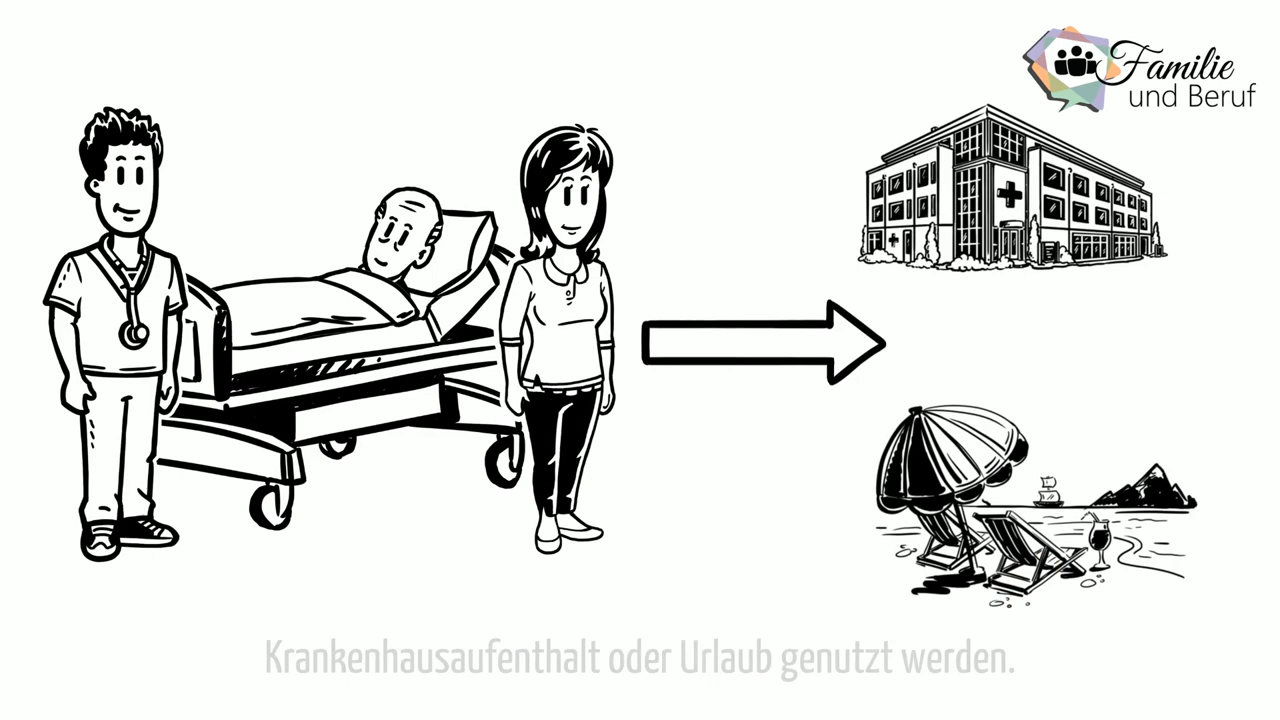 Familie
und Beruf
Krankenhausaufenthalt oder Urlaub genutzt werden.